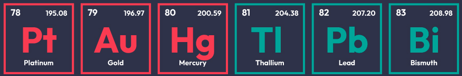 78 195.08 79 196.97 80 200.59 81 204.38 82 207.20 83 208.98
Pt Au Hg Tl Pb Bi
Platinum Gold Mercury Thallium Lead Bismuth